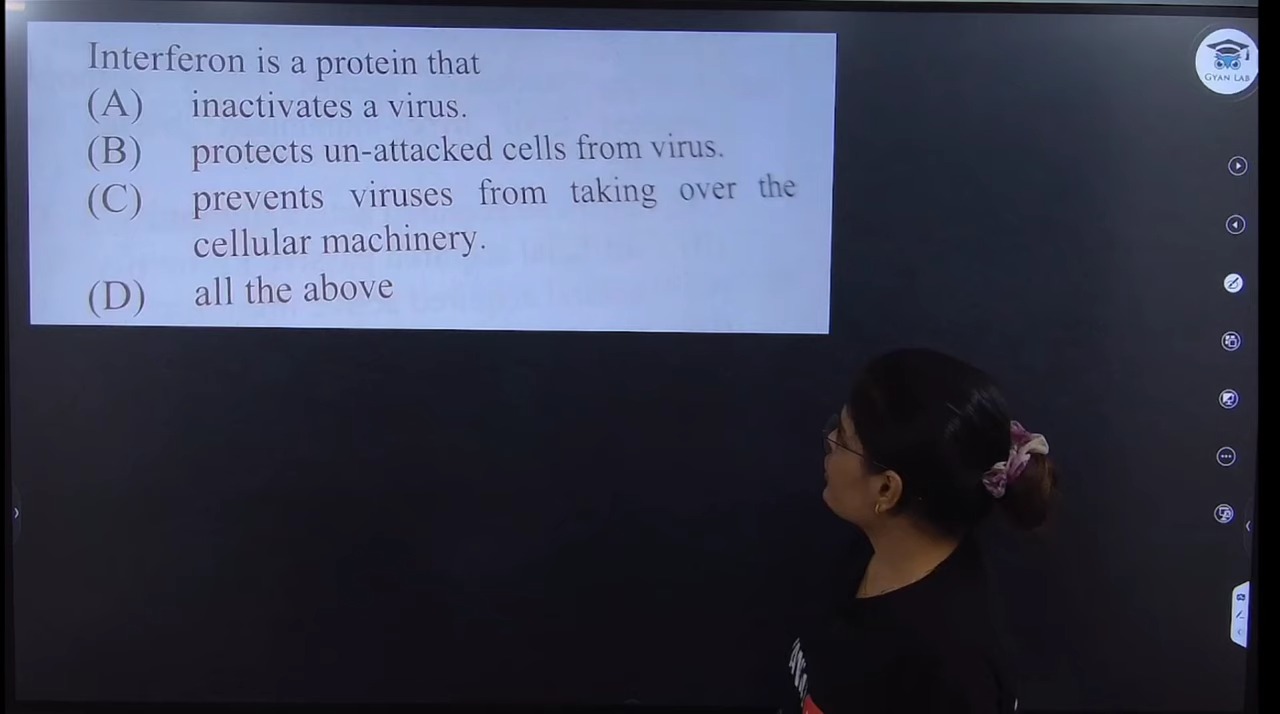 Interferon is a protein that
(A) inactivates a virus.
(B) protects un-attacked cells from virus.
(C) prevents viruses from taking over the
cellular machinery.
(D) all the above
GYAN LAB